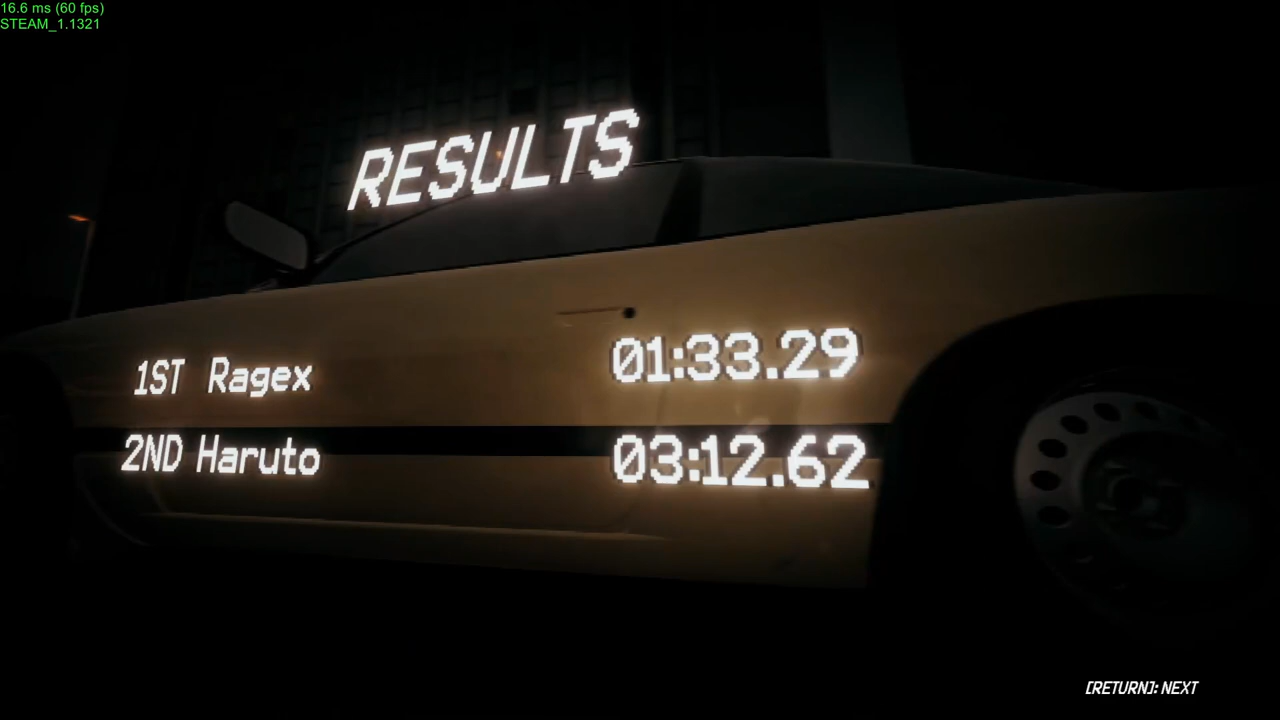 16.6 ms (60 fps)
STEAM_1.1321
RESULTS
1ST Ragex 01:33.29
2ND Haruto 03:12.62
[RETURN]: NEXT